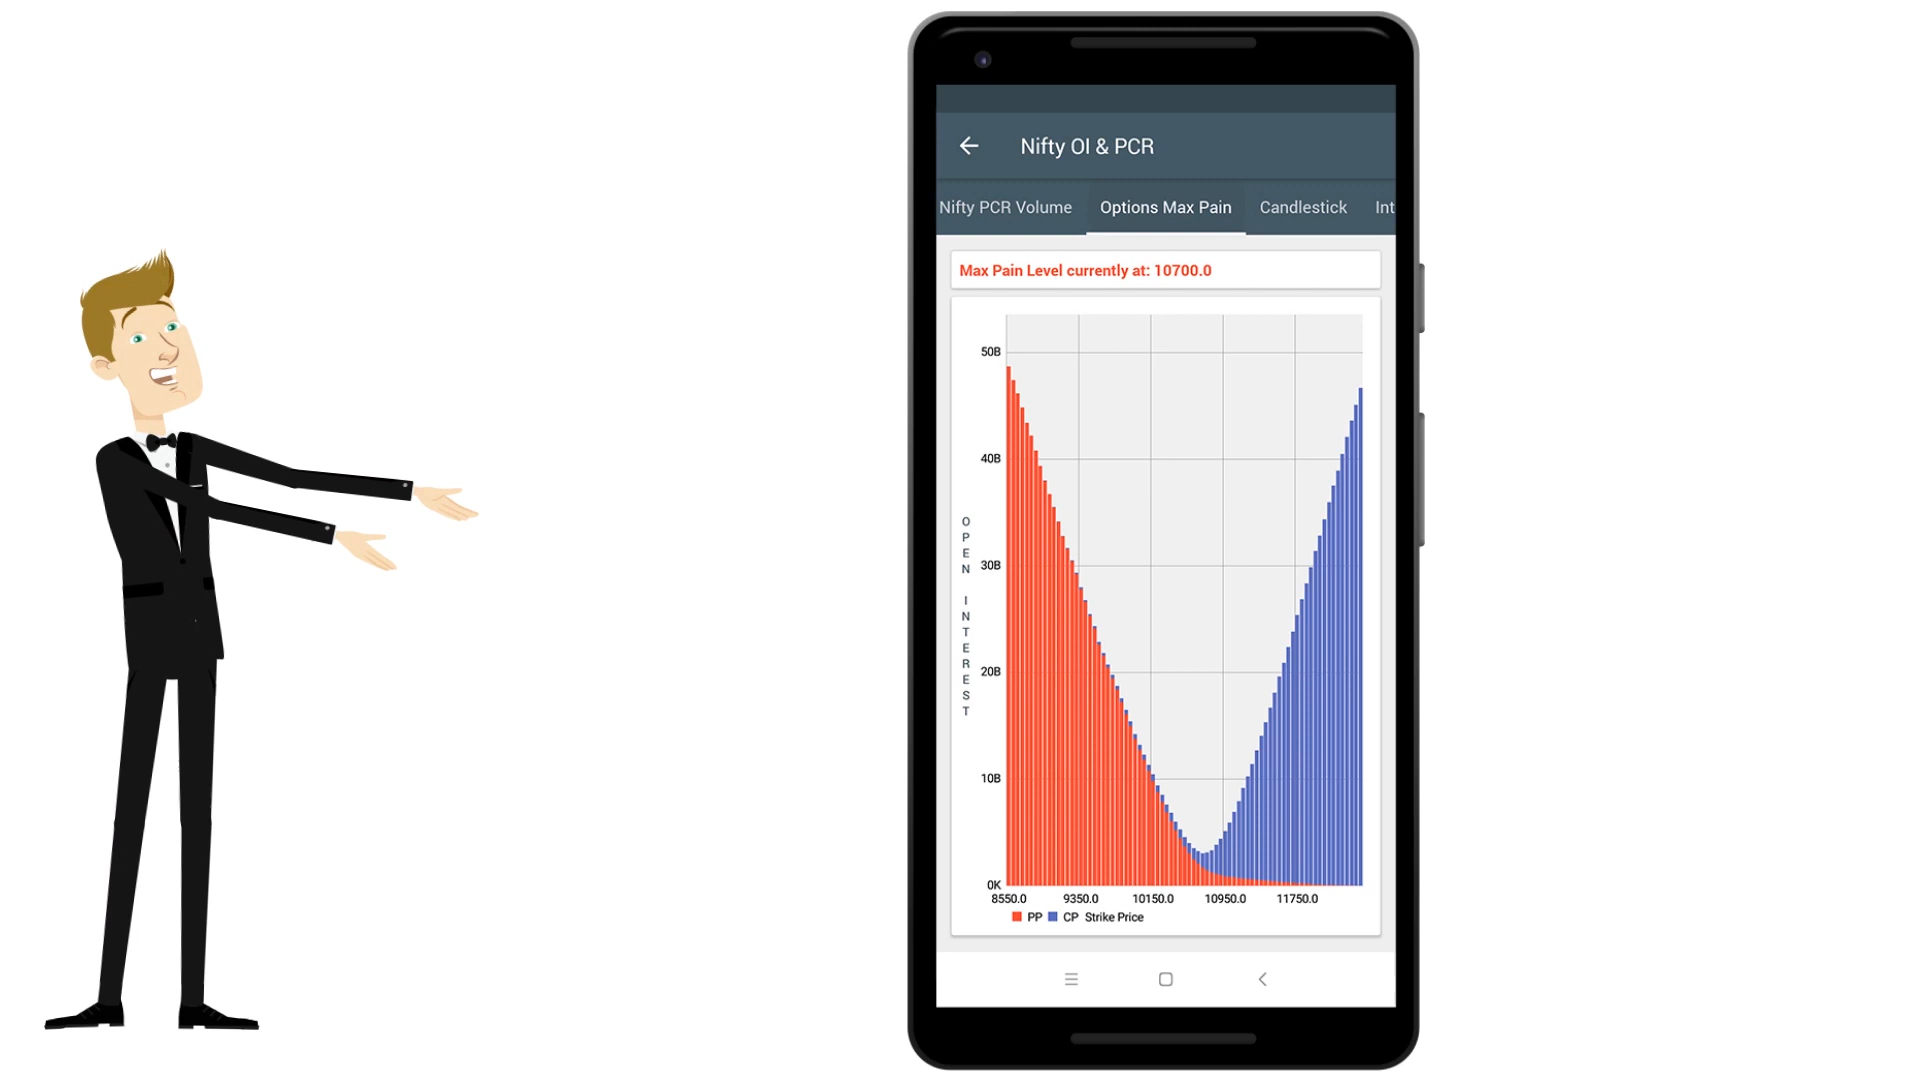 Nifty OI & PCR
Nifty PCR Volume Options Max Pain Candlestick Int
Max Pain Level currently at: 10700.0
50B
40B
30B
20B
10B
0K
OPEN INTEREST
8550.0 9350.0 10150.0 10950.0 11750.0
PP CP Strike Price